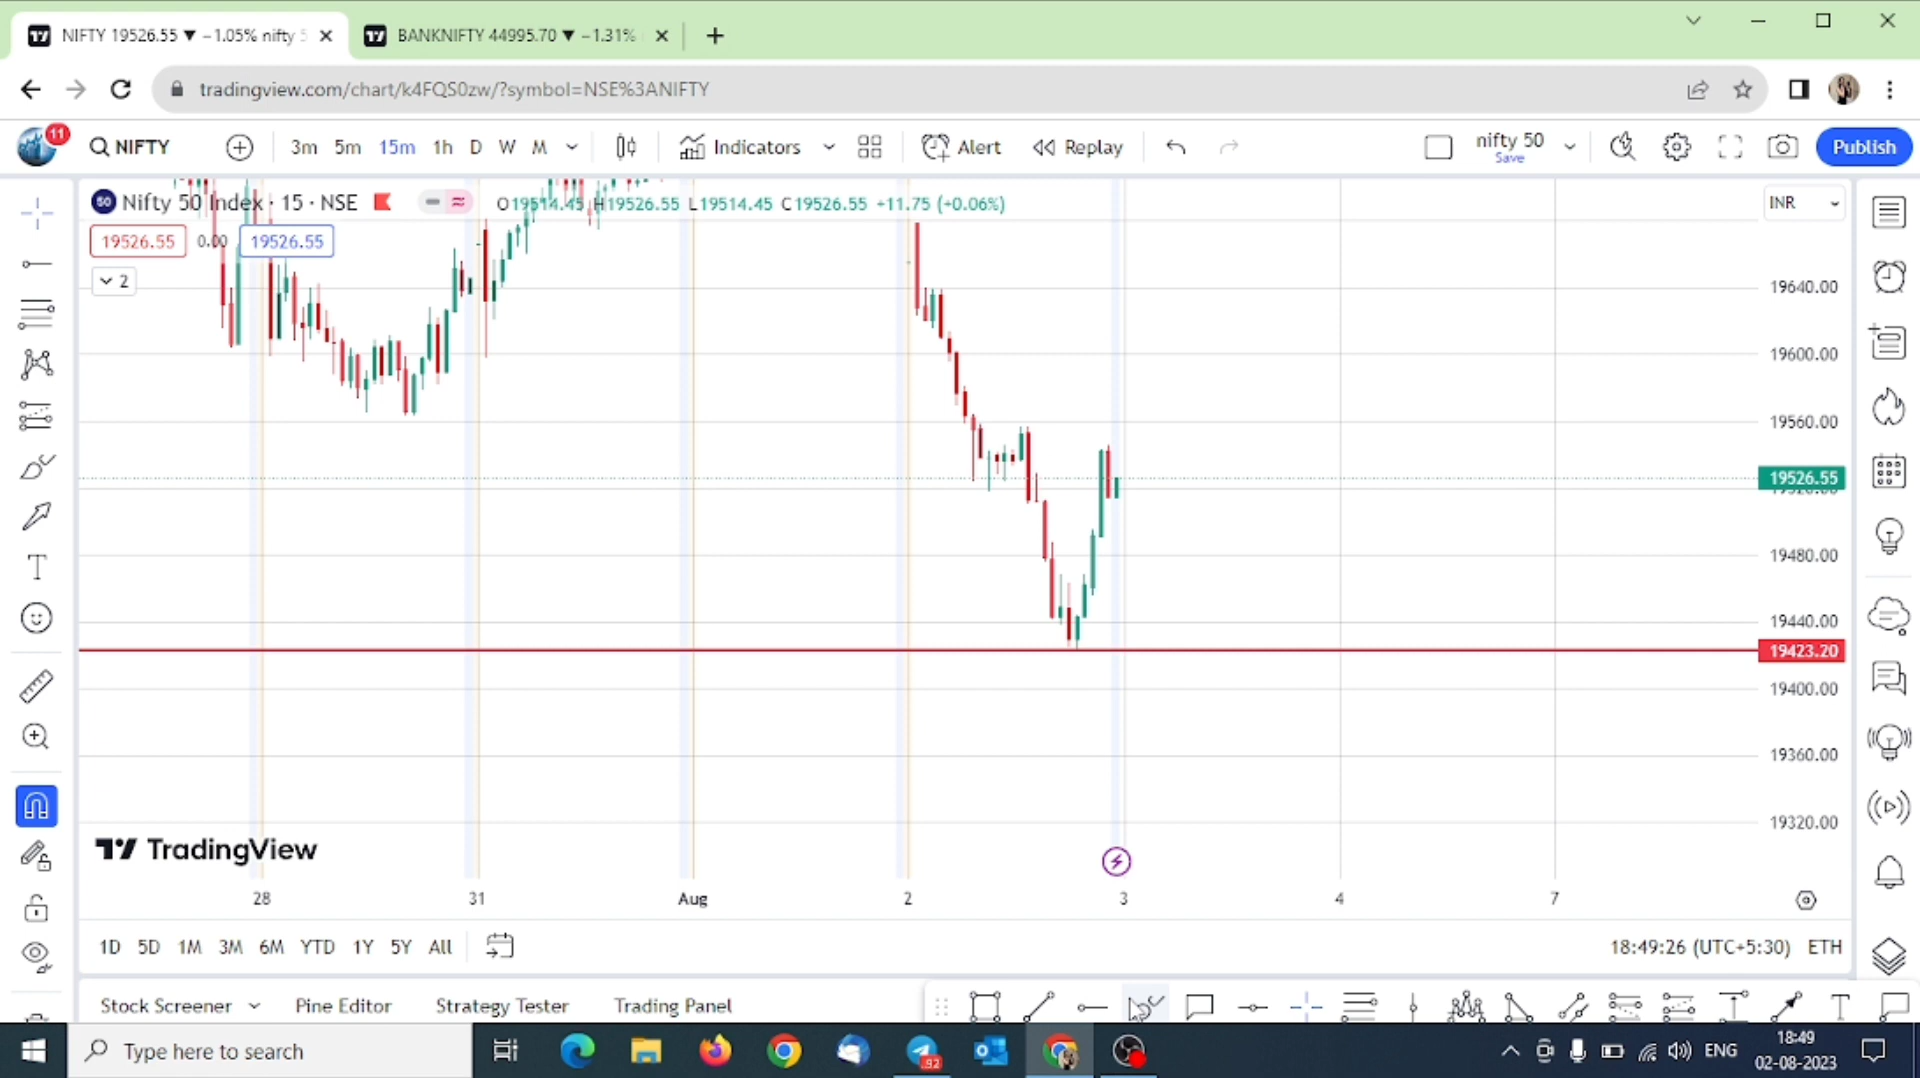 NIFTY 19526.55 ▼ −1.05% nifty 5
BANKNIFTY 44995.70 ▼ −1.31%
tradingview.com/chart/k4FQS0zw/?symbol=NSE%3ANIFTY
11
NIFTY 3m 5m 15m 1h D W M Indicators Alert Replay nifty 50 Save Publish
50 Nifty 50 Index · 15 · NSE O19514.45 H19526.55 L19514.45 C19526.55 +11.75 (+0.06%) INR
19526.55 0.00 19526.55
2
19640.00
19600.00
19560.00
19526.55
19480.00
19440.00
19423.20
19400.00
19360.00
19320.00
TradingView
28 31 Aug 2 3 4 7
1D 5D 1M 3M 6M YTD 1Y 5Y All 18:49:26 (UTC+5:30) ETH
Stock Screener Pine Editor Strategy Tester Trading Panel
Type here to search
92
ENG
18:49
02-08-2023